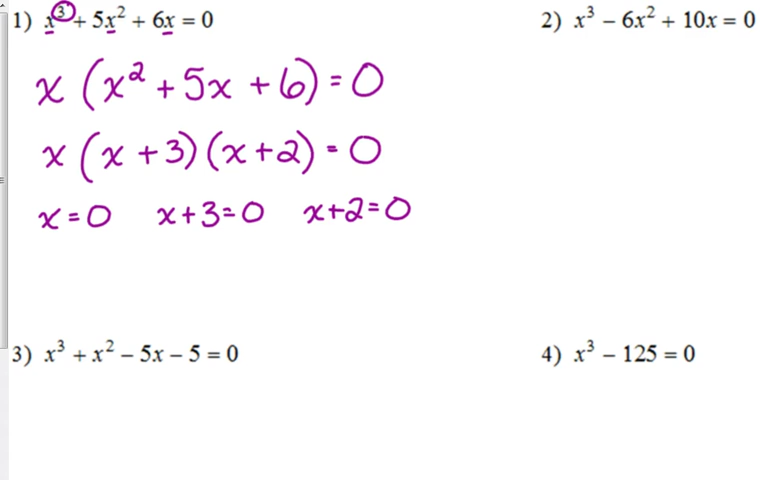 1) x³ + 5x² + 6x = 0
x (x² + 5x + 6) = 0
x (x + 3) (x + 2) = 0
x = 0 x + 3 = 0 x + 2 = 0
2) x³ − 6x² + 10x = 0
3) x³ + x² − 5x − 5 = 0
4) x³ − 125 = 0